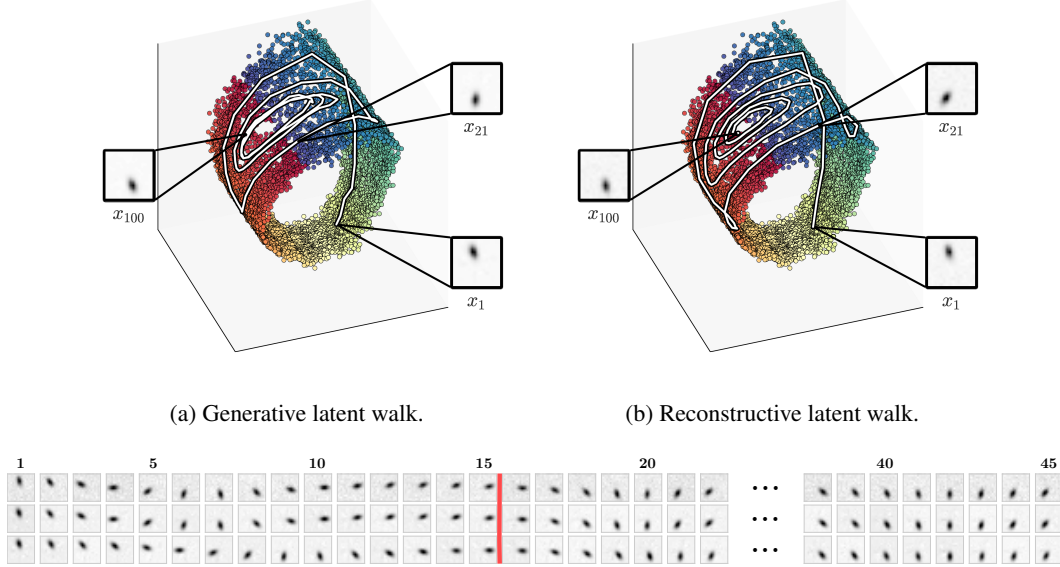 x₂₁ x₂₁
x₁₀₀ x₁₀₀
x₁ x₁
(a) Generative latent walk. (b) Reconstructive latent walk.
1 5 10 15 20 40 45
• • •
• • •
• • •